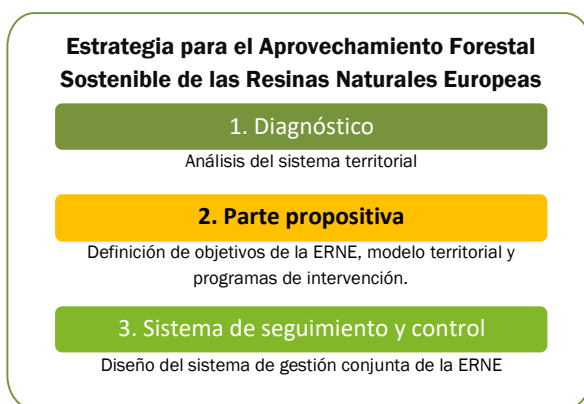 Estrategia para el Aprovechamiento Forestal
Sostenible de las Resinas Naturales Europeas
1. Diagnóstico
Análisis del sistema territorial
2. Parte propositiva
Definición de objetivos de la ERNE, modelo territorial y
programas de intervención.
3. Sistema de seguimiento y control
Diseño del sistema de gestión conjunta de la ERNE